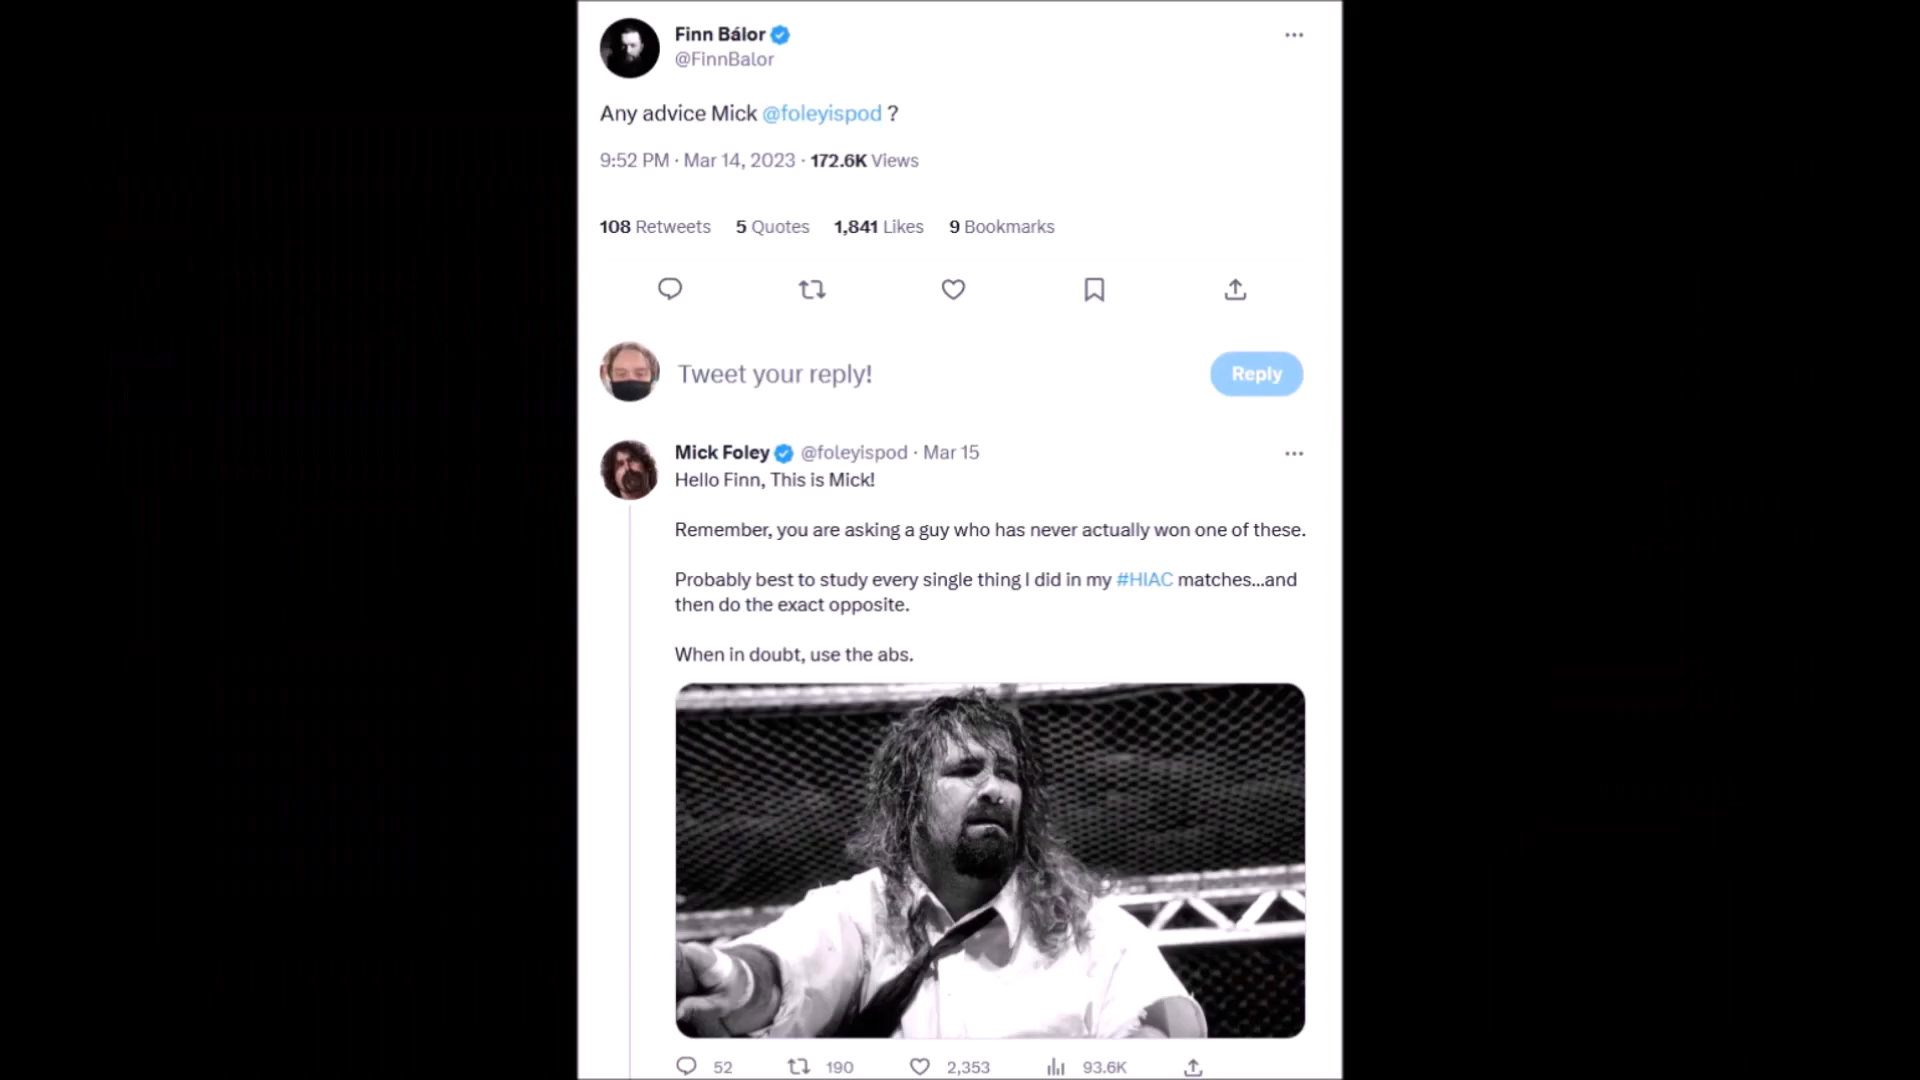 Finn Bálor
@FinnBalor
Any advice Mick @foleyispod ?
9:52 PM · Mar 14, 2023 · 172.6K Views
108 Retweets 5 Quotes 1,841 Likes 9 Bookmarks
Tweet your reply!
Reply
Mick Foley @foleyispod · Mar 15
Hello Finn, This is Mick!
Remember, you are asking a guy who has never actually won one of these.
Probably best to study every single thing I did in my #HIAC matches...and
then do the exact opposite.
When in doubt, use the abs.
52 190 2,353 93.6K